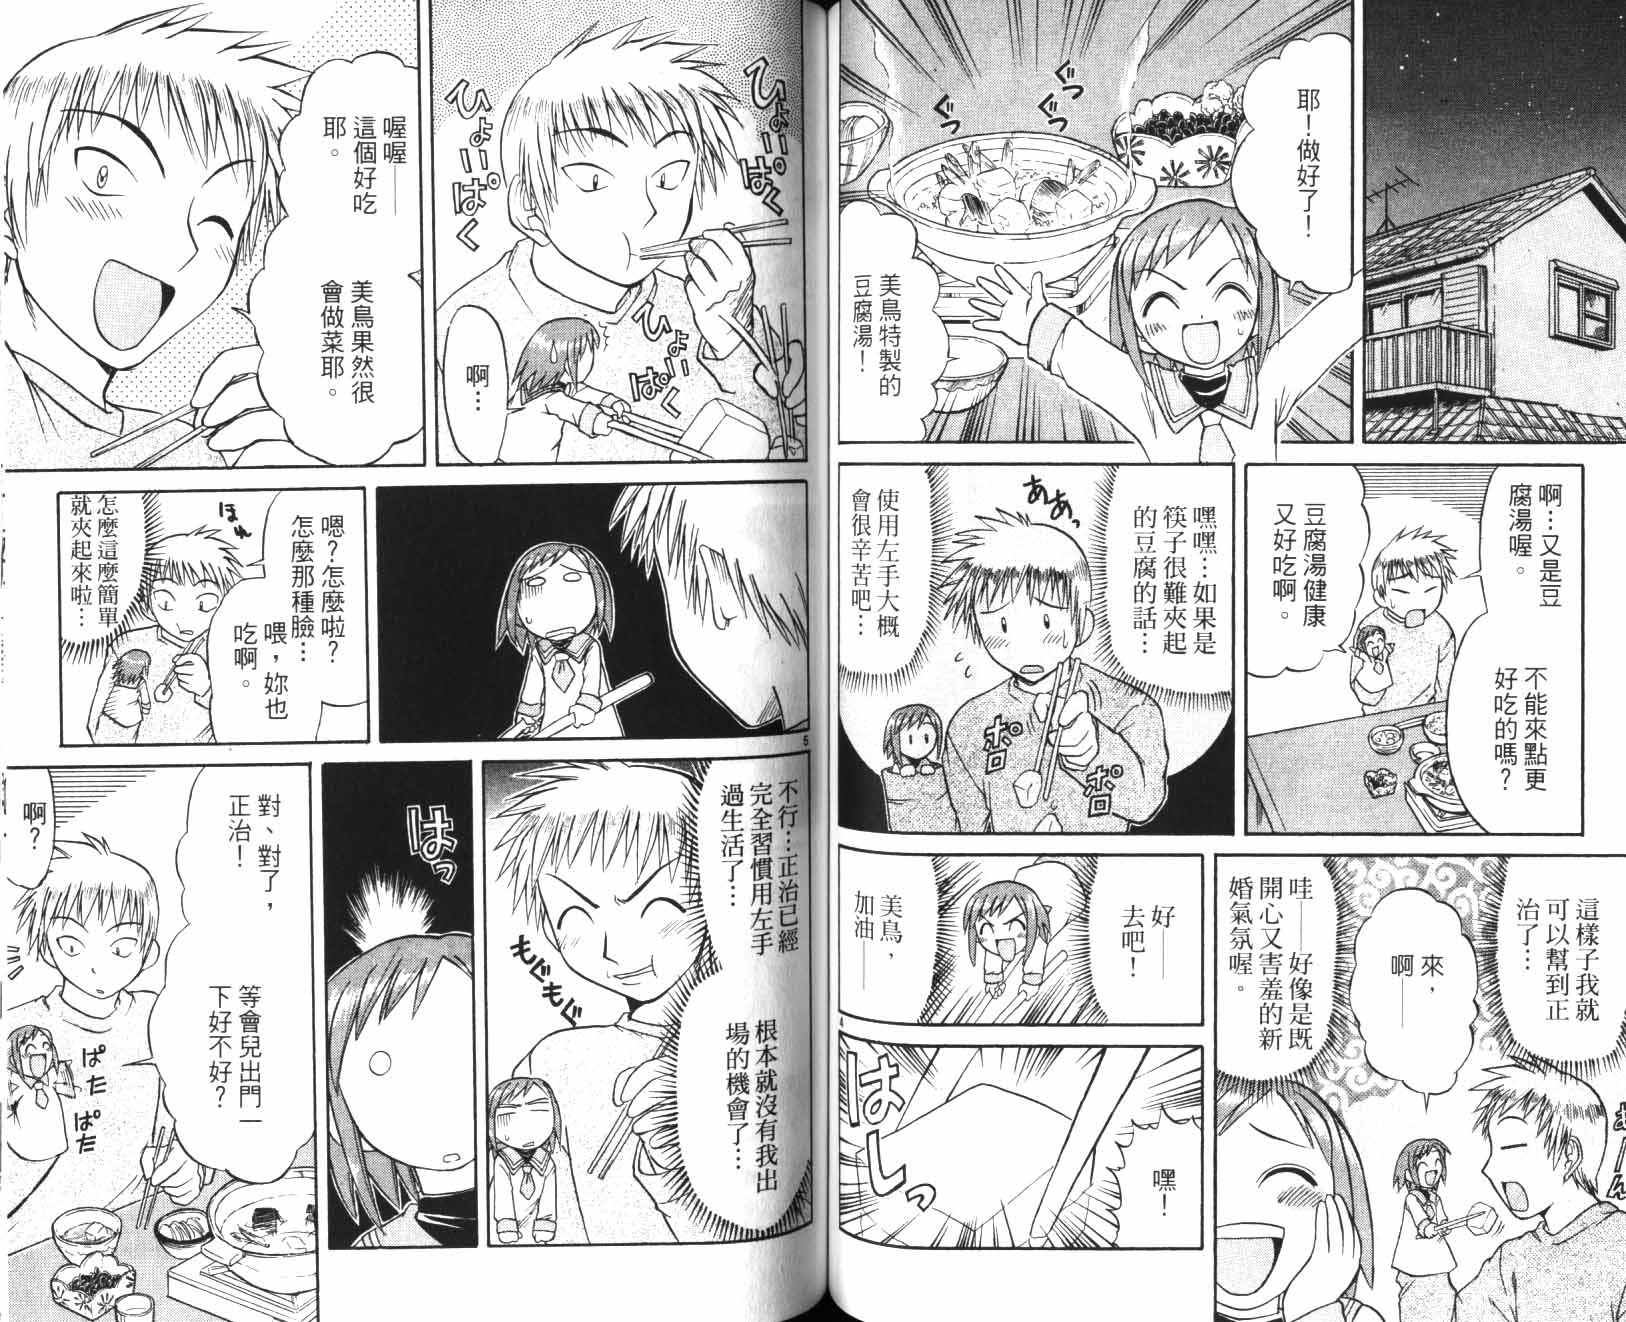 耶！做好了！
美鳥特製的
豆腐湯！
ぐつ
ぐつ
啊…又是豆
腐湯喔。
不能來點更
好吃的嗎？
豆腐湯健康
又好吃啊。
嘿嘿…如果是
筷子很難夾起
的豆腐的話…
使用左手大概
會很辛苦吧…
ああっ
ポロ
ポロ
這樣子我就
可以幫到正
治了…
來，
啊——
哇——好像是既
開心又害羞的新
婚氣氛喔。
あーん
好——
去吧！
美鳥，
加油——
4
嘿！
はしっ
ひょいぱく
ひょいぱく
ひょいぱく
啊…
喔喔——
這個好吃
耶。
美鳥果然很
會做菜耶。
5
嗯？怎麼啦？
怎麼那種臉…
喂，妳也
吃啊。
ほれ
怎麼這麼簡單
就夾起來啦…
不行…正治已經
完全習慣用左手
過生活了…
根本就沒有我出
場的機會了…
もぐもぐ
はっ
對、對了，
正治！
等會兒出門一
下好不好？
啊？
ぱた
ぱた